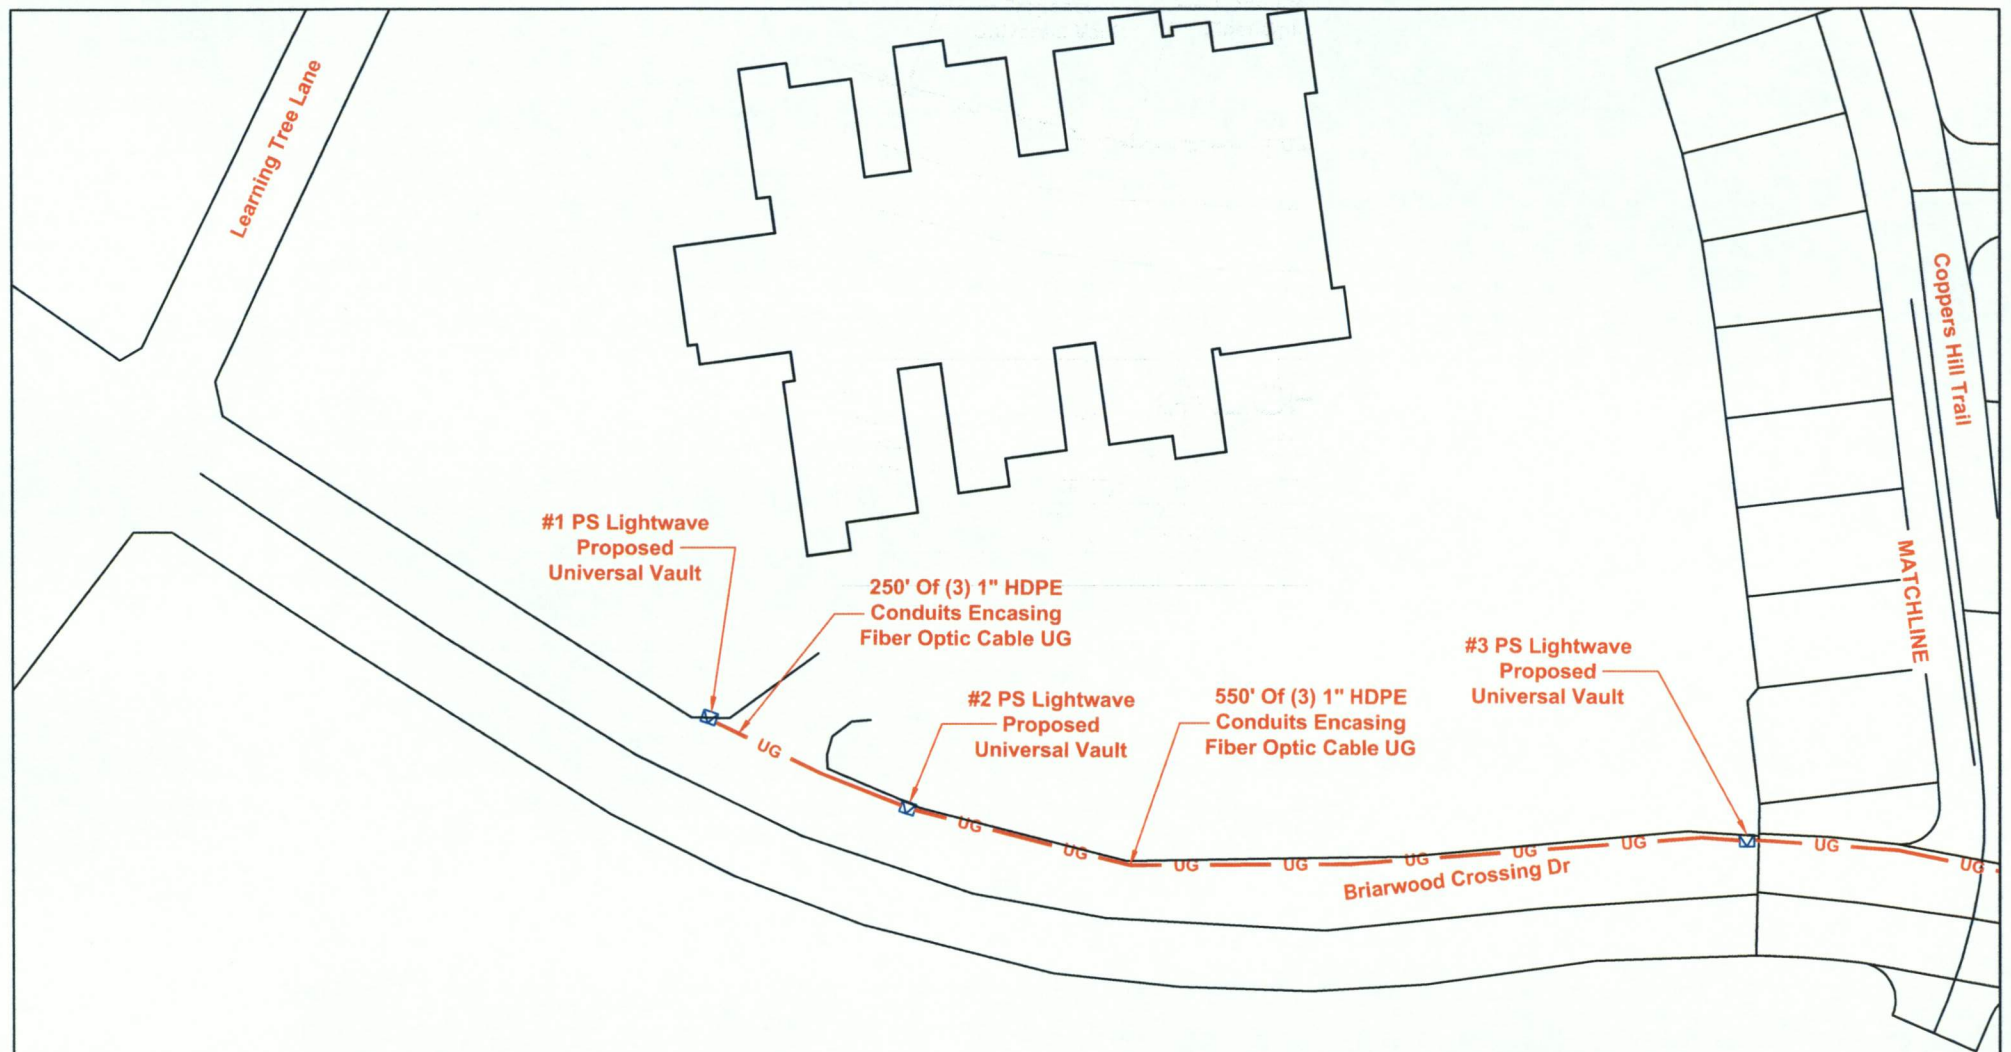 Learning Tree Lane
Coppers Hill Trail
#1 PS Lightwave
Proposed
Universal Vault
250' Of (3) 1" HDPE
Conduits Encasing
Fiber Optic Cable UG
#2 PS Lightwave
Proposed
Universal Vault
550' Of (3) 1" HDPE
Conduits Encasing
Fiber Optic Cable UG
#3 PS Lightwave
Proposed
Universal Vault
MATCHLINE
UG
UG
UG
UG
UG
UG
UG
UG
UG
UG
Briarwood Crossing Dr